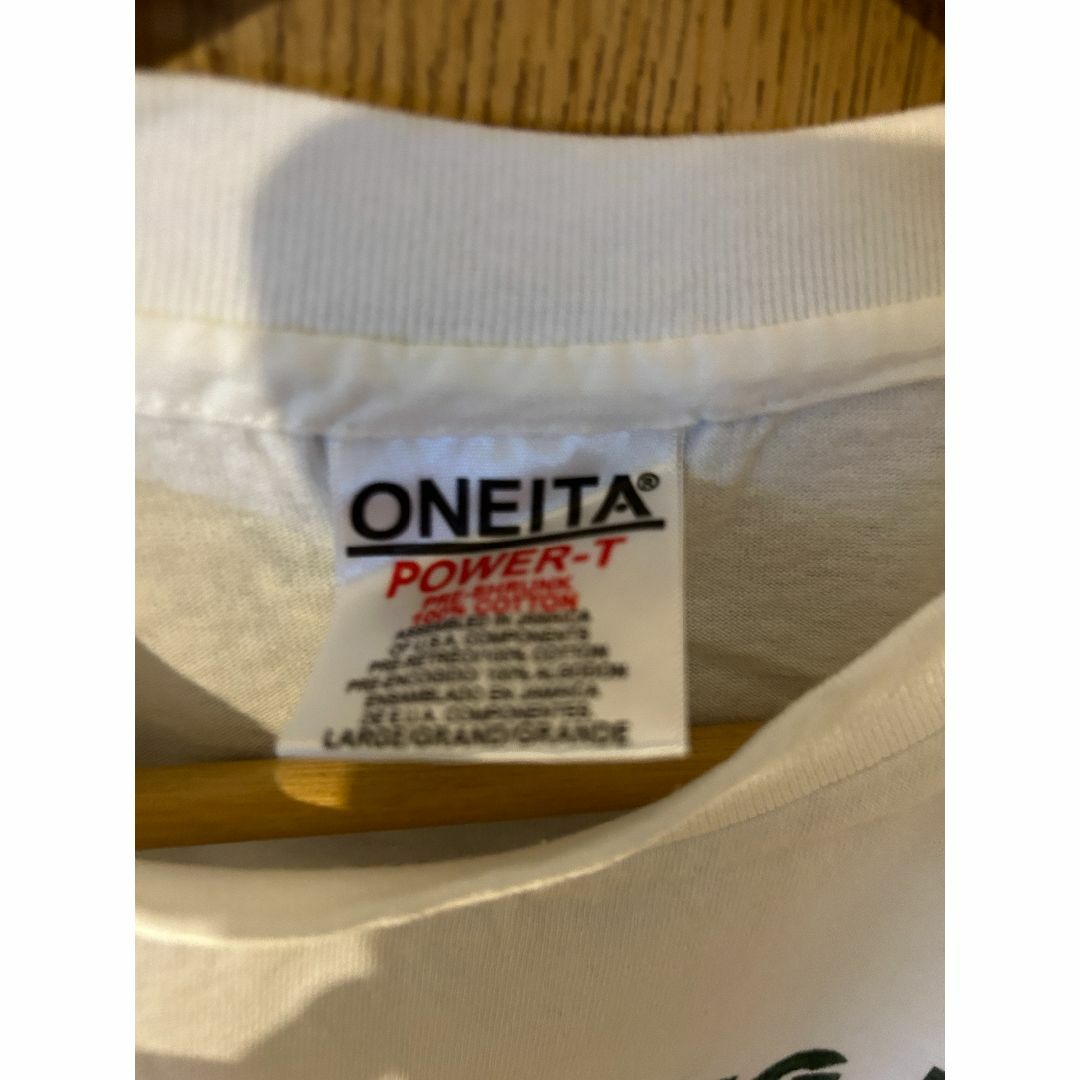 ONEITA®
POWER-T
PRE-SHRUNK
100% COTTON
ASSEMBLED IN JAMAICA
OF U.S.A. COMPONENTS
PRE-RETRECI/100% COTTON
PRE-ENCOGIDO 100% ALGODON
ENSAMBLADO EN JAMAICA
DE E.U.A. COMPONENTES
LARGE/GRAND/GRANDE